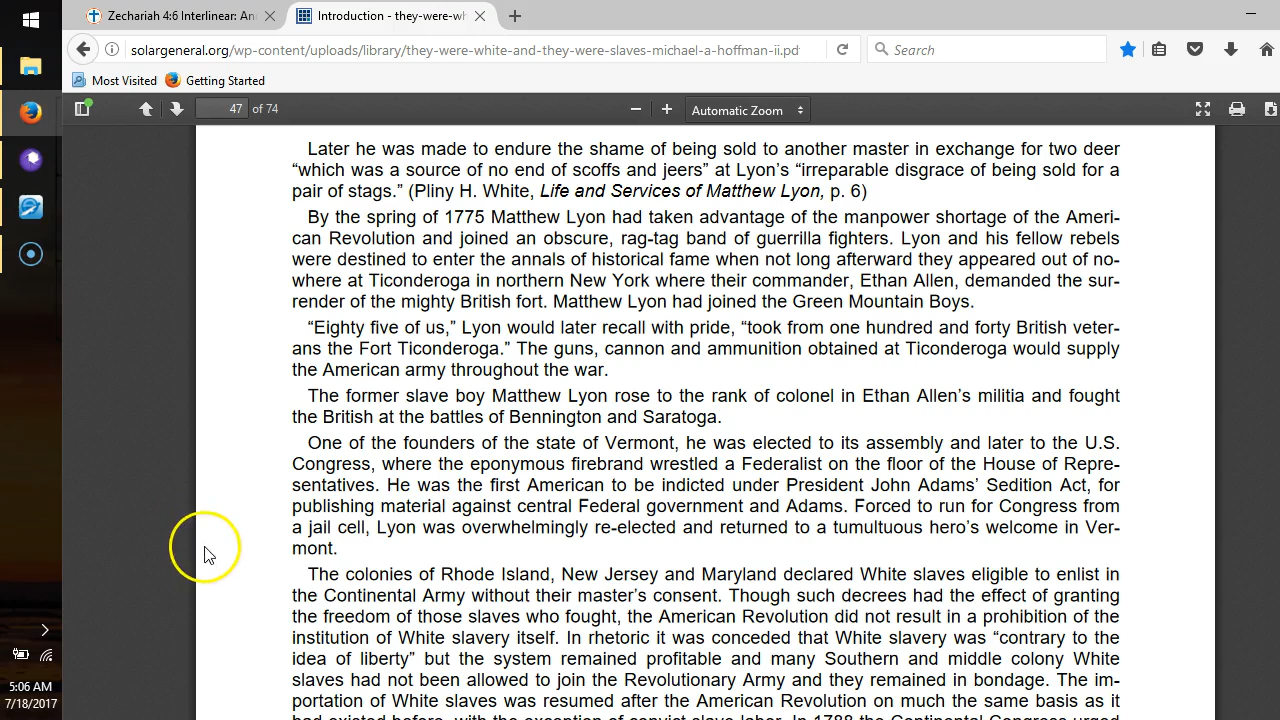 Zechariah 4:6 Interlinear: An
Introduction - they-were-wh
solargeneral.org/wp-content/uploads/library/they-were-white-and-they-were-slaves-michael-a-hoffman-ii.pdf
Search
Most Visited
Getting Started
47 of 74
Automatic Zoom
Later he was made to endure the shame of being sold to another master in exchange for two deer
“which was a source of no end of scoffs and jeers” at Lyon’s “irreparable disgrace of being sold for a
pair of stags.” (Pliny H. White, Life and Services of Matthew Lyon, p. 6)
By the spring of 1775 Matthew Lyon had taken advantage of the manpower shortage of the Ameri-
can Revolution and joined an obscure, rag-tag band of guerrilla fighters. Lyon and his fellow rebels
were destined to enter the annals of historical fame when not long afterward they appeared out of no-
where at Ticonderoga in northern New York where their commander, Ethan Allen, demanded the sur-
render of the mighty British fort. Matthew Lyon had joined the Green Mountain Boys.
“Eighty five of us,” Lyon would later recall with pride, “took from one hundred and forty British veter-
ans the Fort Ticonderoga.” The guns, cannon and ammunition obtained at Ticonderoga would supply
the American army throughout the war.
The former slave boy Matthew Lyon rose to the rank of colonel in Ethan Allen’s militia and fought
the British at the battles of Bennington and Saratoga.
One of the founders of the state of Vermont, he was elected to its assembly and later to the U.S.
Congress, where the eponymous firebrand wrestled a Federalist on the floor of the House of Repre-
sentatives. He was the first American to be indicted under President John Adams’ Sedition Act, for
publishing material against central Federal government and Adams. Forced to run for Congress from
a jail cell, Lyon was overwhelmingly re-elected and returned to a tumultuous hero’s welcome in Ver-
mont.
The colonies of Rhode Island, New Jersey and Maryland declared White slaves eligible to enlist in
the Continental Army without their master’s consent. Though such decrees had the effect of granting
the freedom of those slaves who fought, the American Revolution did not result in a prohibition of the
institution of White slavery itself. In rhetoric it was conceded that White slavery was “contrary to the
idea of liberty” but the system remained profitable and many Southern and middle colony White
slaves had not been allowed to join the Revolutionary Army and they remained in bondage. The im-
portation of White slaves was resumed after the American Revolution on much the same basis as it
had existed before, with the exception of convict slave labor. In 1788 the Continental Congress urged
5:06 AM
7/18/2017